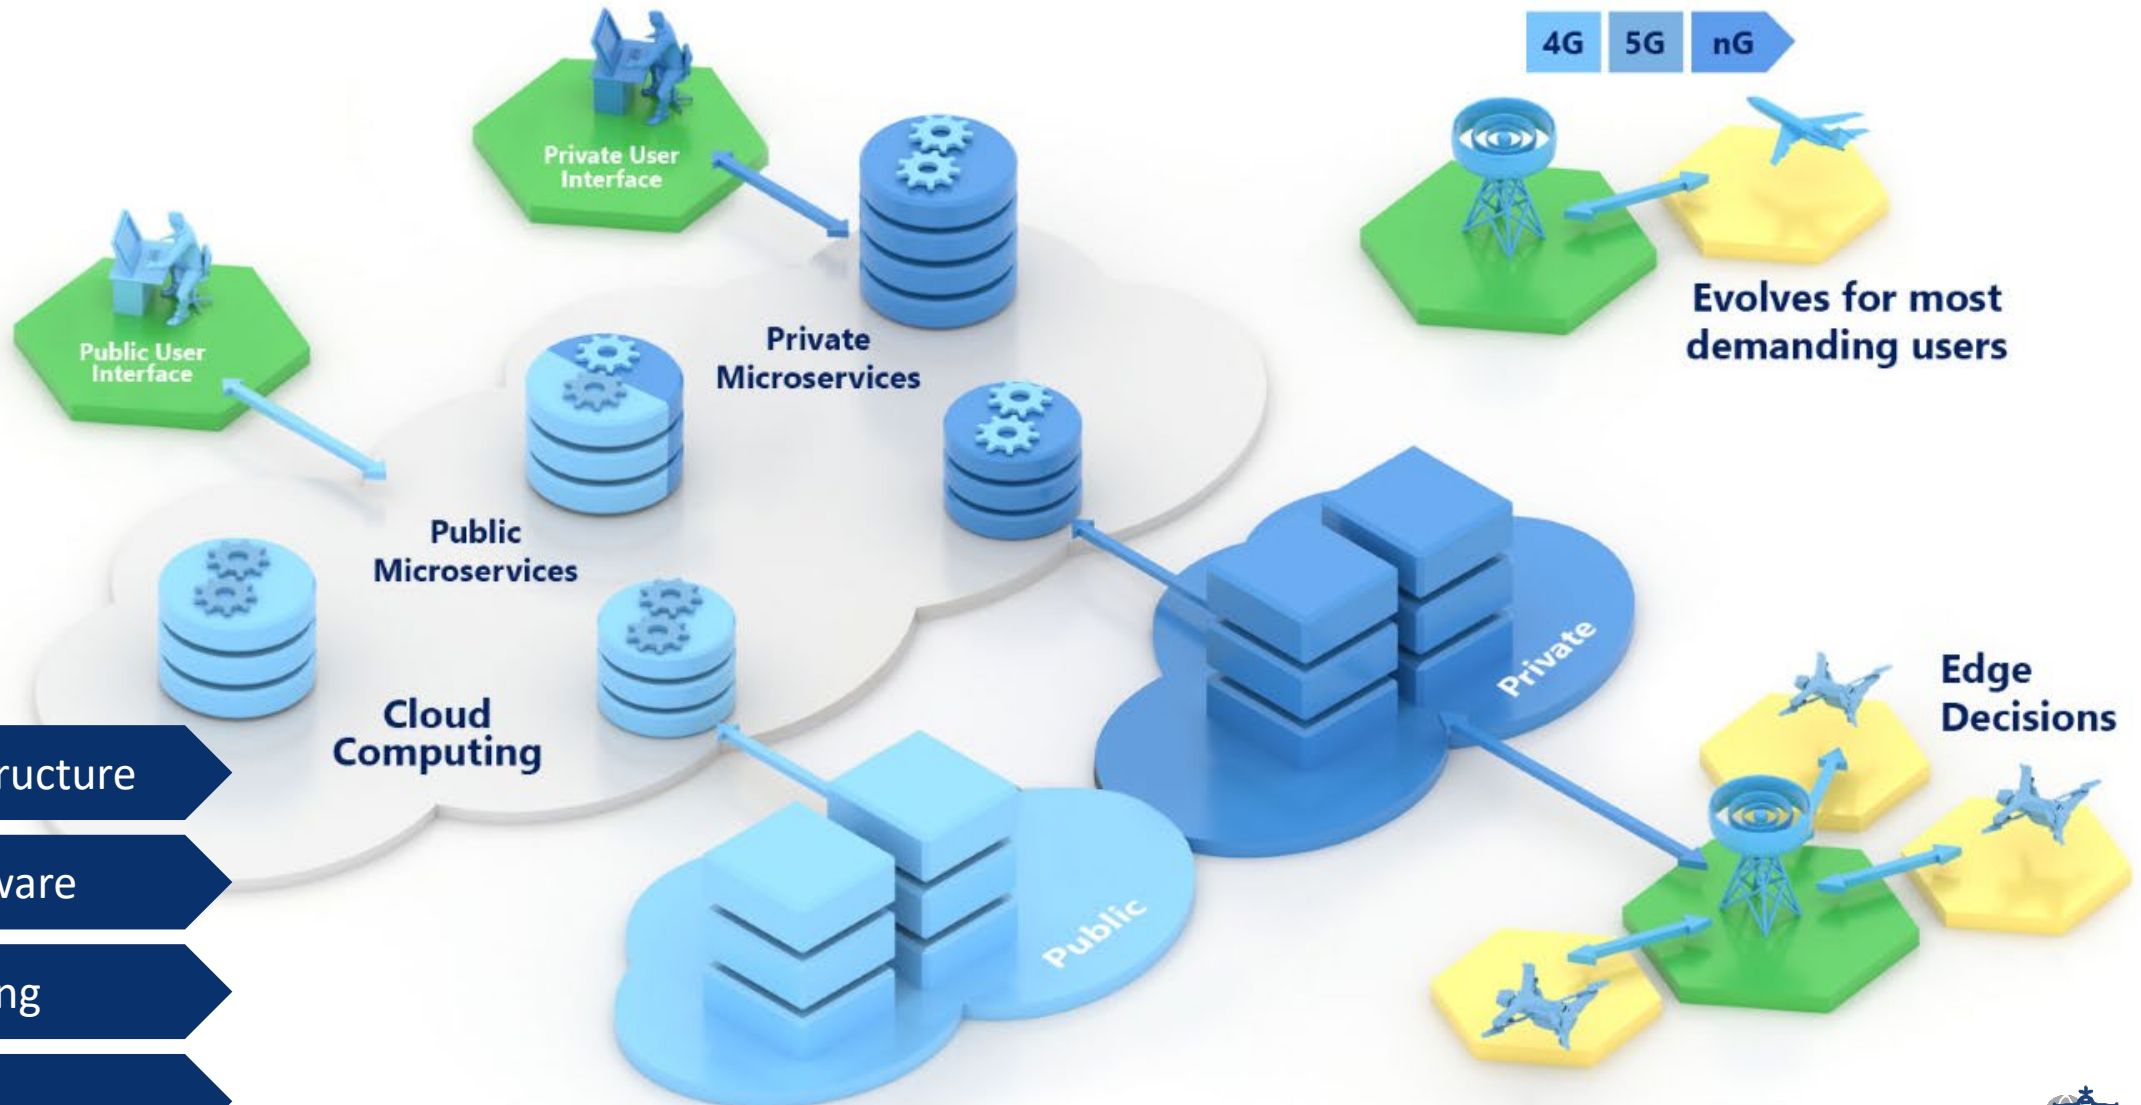 4G 5G nG
Private User
Interface
Public User
Interface
Evolves for most
demanding users
Private
Microservices
Public
Microservices
Cloud
Computing
Private
Public
Edge
Decisions
ructure
ware
ng